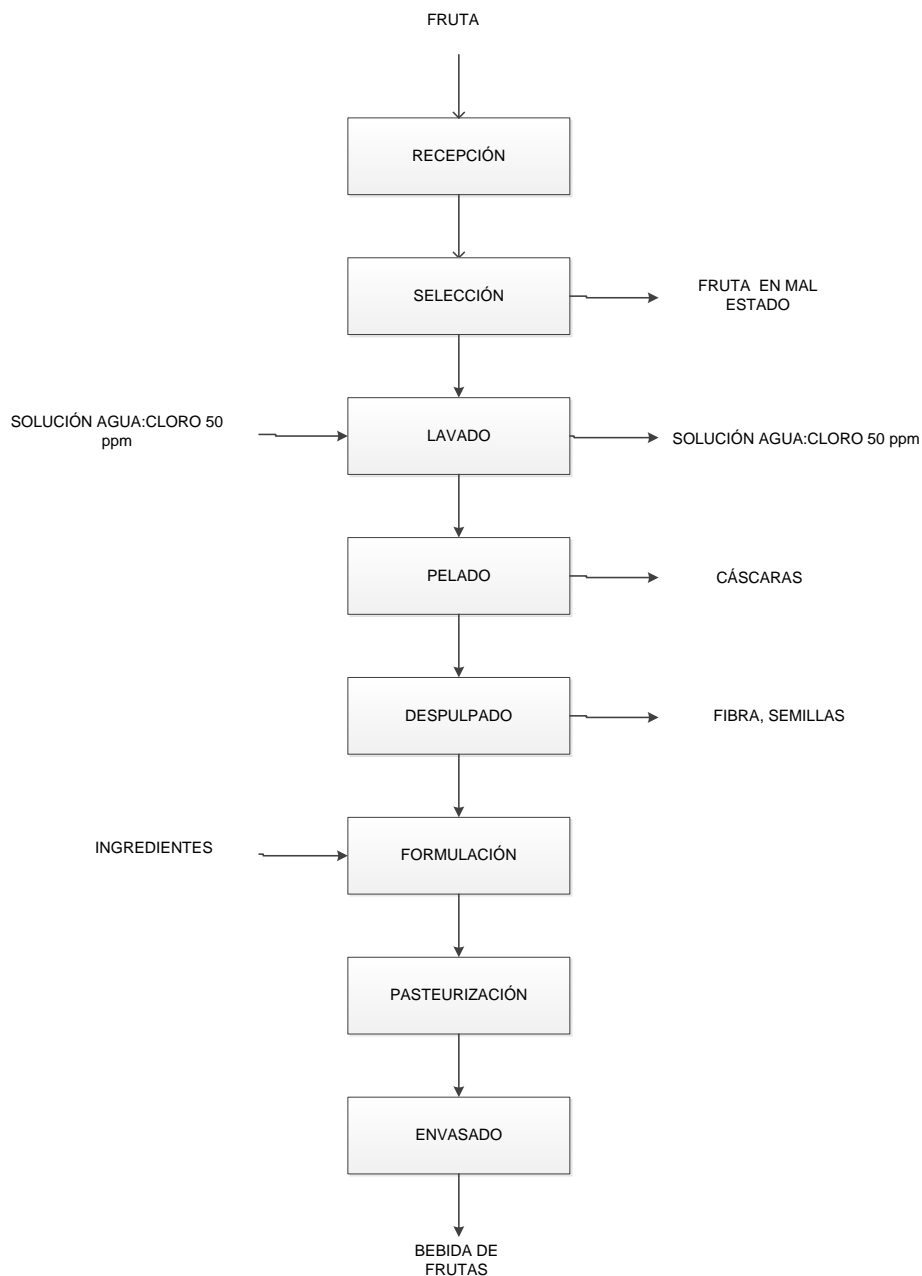 FRUTA
RECEPCIÓN
SELECCIÓN
FRUTA EN MAL
ESTADO
SOLUCIÓN AGUA:CLORO 50
ppm
LAVADO
SOLUCIÓN AGUA:CLORO 50 ppm
PELADO
CÁSCARAS
DESPULPADO
FIBRA, SEMILLAS
INGREDIENTES
FORMULACIÓN
PASTEURIZACIÓN
ENVASADO
BEBIDA DE
FRUTAS